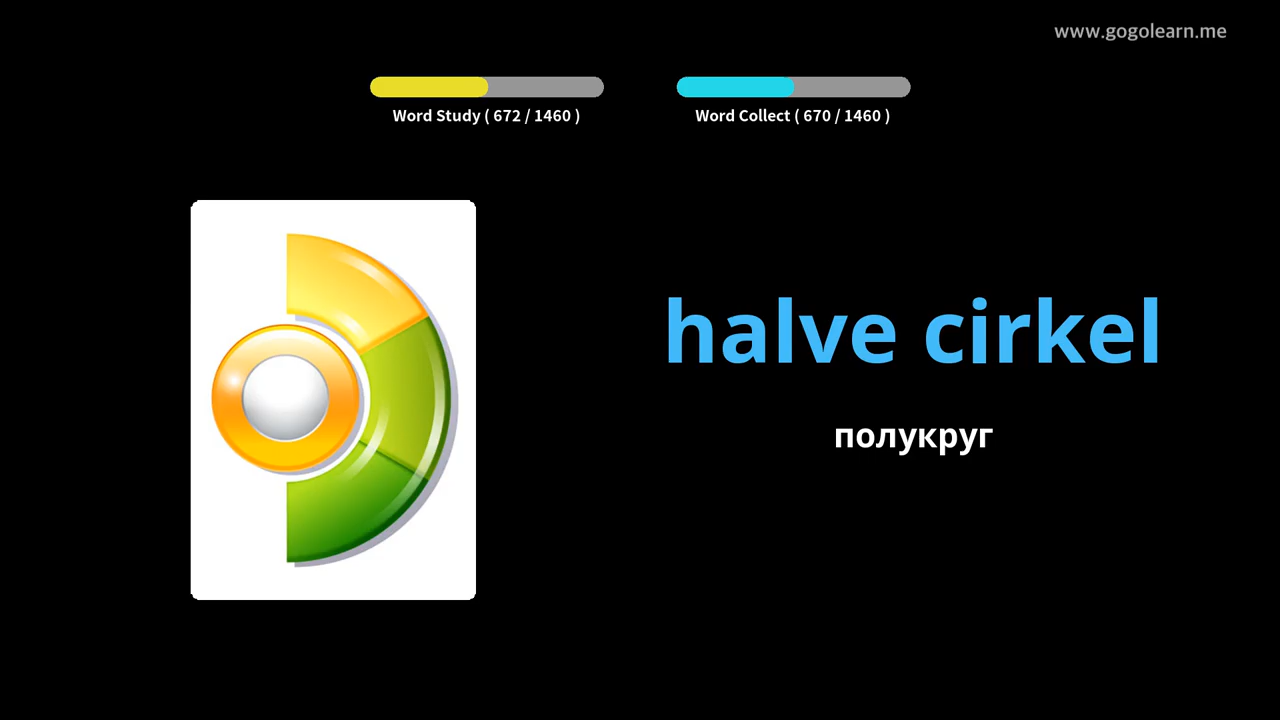 www.gogolearn.me
Word Study ( 672 / 1460 )
Word Collect ( 670 / 1460 )
halve cirkel
полукруг